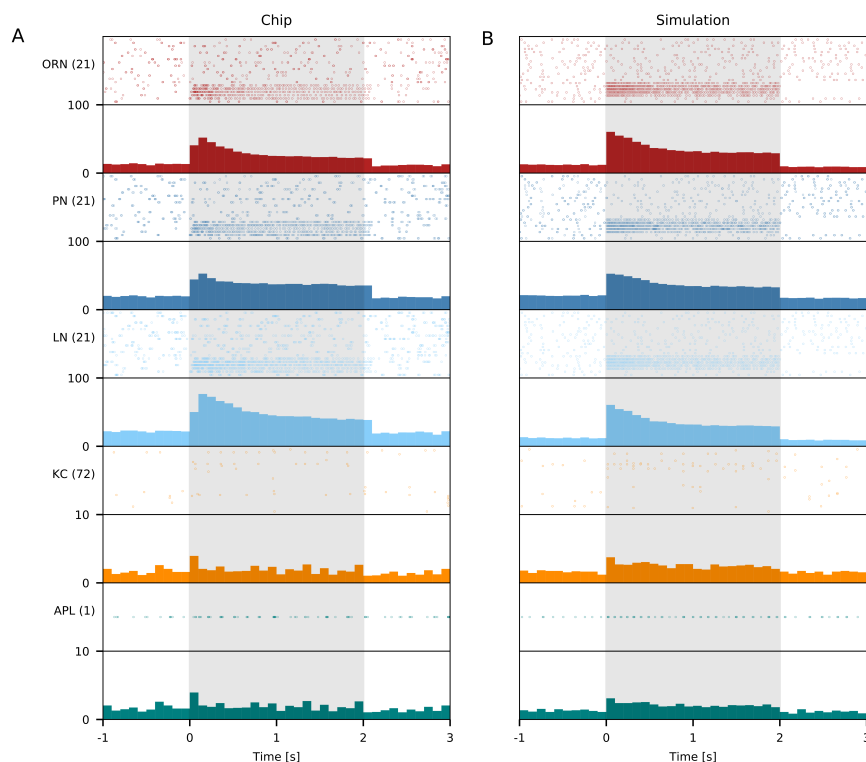 A
Chip
ORN (21)
100
0
PN (21)
100
0
LN (21)
100
0
KC (72)
10
0
APL (1)
10
0
-1 0 1 2 3
Time [s]
B
Simulation
-1 0 1 2 3
Time [s]